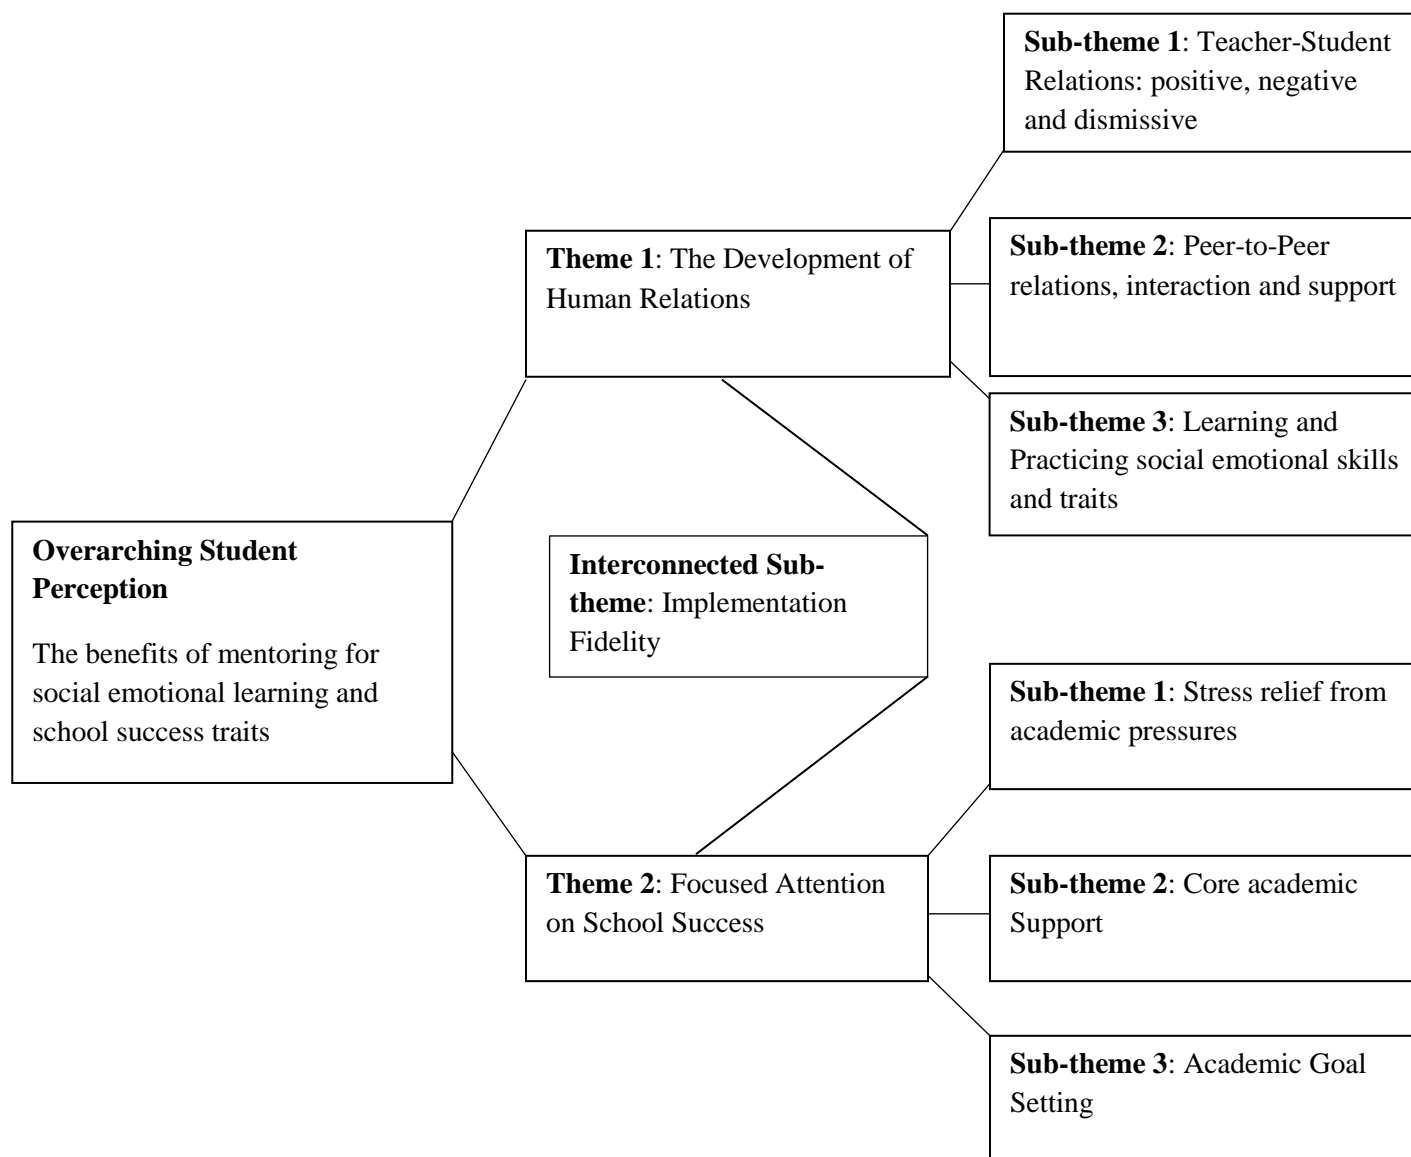 Sub-theme 1: Teacher-Student
Relations: positive, negative
and dismissive
Theme 1: The Development of
Human Relations
Sub-theme 2: Peer-to-Peer
relations, interaction and support
Sub-theme 3: Learning and
Practicing social emotional skills
and traits
Overarching Student
Perception
The benefits of mentoring for
social emotional learning and
school success traits
Interconnected Sub-
theme: Implementation
Fidelity
Sub-theme 1: Stress relief from
academic pressures
Theme 2: Focused Attention
on School Success
Sub-theme 2: Core academic
Support
Sub-theme 3: Academic Goal
Setting